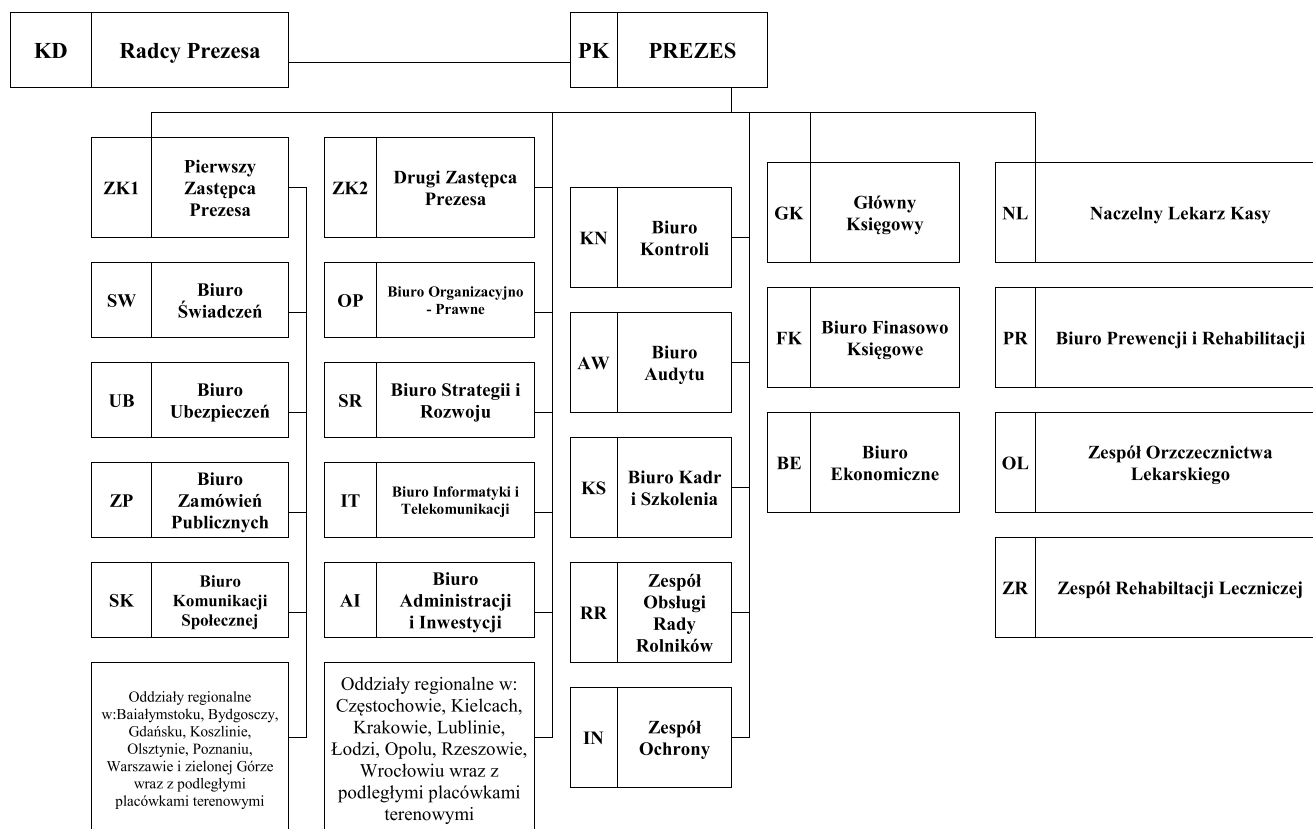 KD
Radcy Prezesa
PK
PREZES
ZK1
Pierwszy
Zastępca
Prezesa
SW
Biuro
Świadczeń
UB
Biuro
Ubezpieczeń
ZP
Biuro
Zamówień
Publicznych
SK
Biuro
Komunikacji
Społecznej
Oddziały regionalne
w:Baiałymstoku, Bydgosczy,
Gdańsku, Koszlinie,
Olsztynie, Poznaniu,
Warszawie i zielonej Górze
wraz z podległymi
placówkami terenowymi
ZK2
Drugi Zastępca
Prezesa
OP
Biuro Organizacyjno
- Prawne
SR
Biuro Strategii i
Rozwoju
IT
Biuro Informatyki i
Telekomunikacji
AI
Biuro
Administracji
i Inwestycji
Oddziały regionalne w:
Częstochowie, Kielcach,
Krakowie, Lublinie,
Łodzi, Opolu, Rzeszowie,
Wrocłowiu wraz z
podległymi placówkami
terenowymi
KN
Biuro
Kontroli
AW
Biuro
Audytu
KS
Biuro Kadr
i Szkolenia
RR
Zespół
Obsługi
Rady
Rolników
IN
Zespół
Ochrony
GK
Główny
Księgowy
FK
Biuro Finasowo
Księgowe
BE
Biuro
Ekonomiczne
NL
Naczelny Lekarz Kasy
PR
Biuro Prewencji i Rehabilitacji
OL
Zespół Orzczecznictwa
Lekarskiego
ZR
Zespół Rehabiltacji Leczniczej